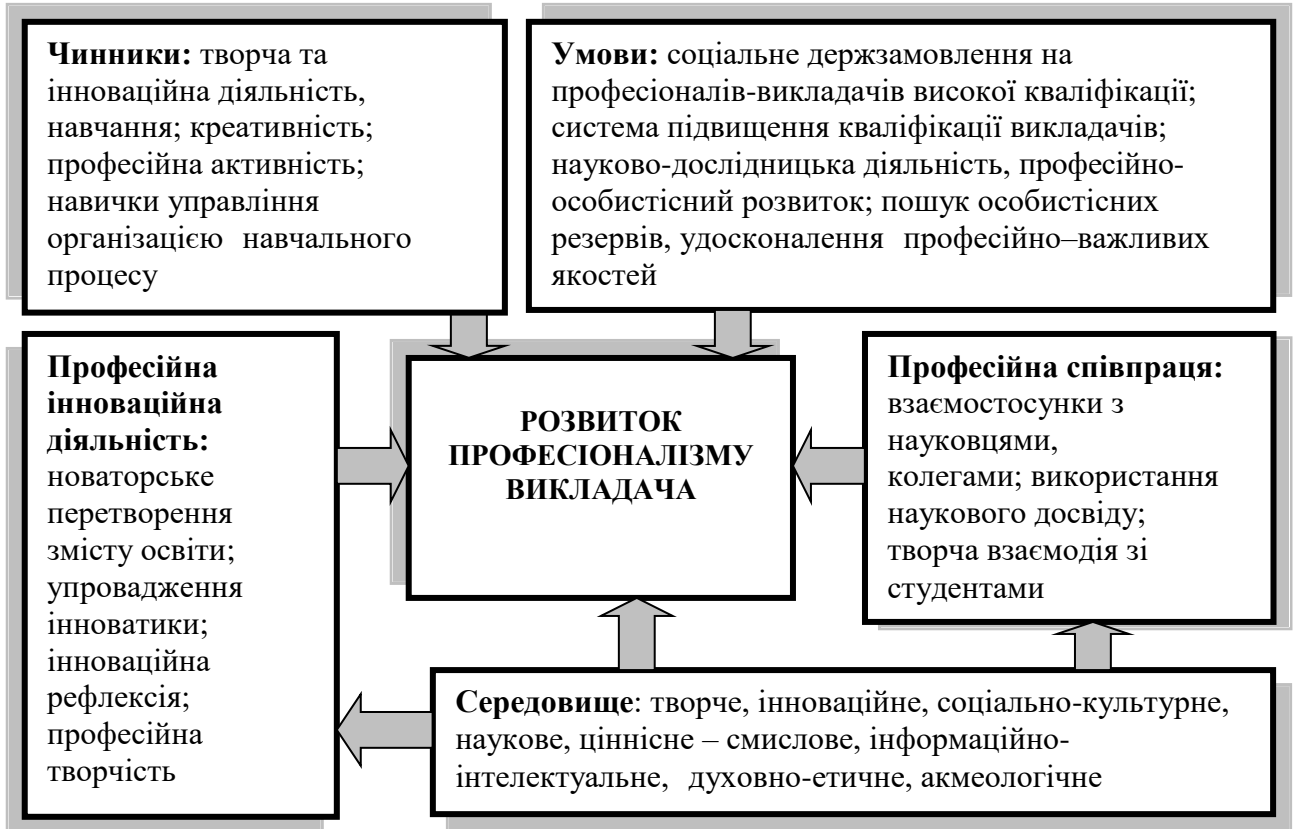 Чинники: творча та
інноваційна діяльність,
навчання; креативність;
професійна активність;
навички управління
організацією навчального
процесу
Умови: соціальне держзамовлення на
професіоналів-викладачів високої кваліфікації;
система підвищення кваліфікації викладачів;
науково-дослідницька діяльність, професійно-
особистісний розвиток; пошук особистісних
резервів, удосконалення професійно–важливих
якостей
Професійна
інноваційна
діяльність:
новаторське
перетворення
змісту освіти;
упровадження
інноватики;
інноваційна
рефлексія;
професійна
творчість
РОЗВИТОК
ПРОФЕСІОНАЛІЗМУ
ВИКЛАДАЧА
Професійна співпраця:
взаємостосунки з
науковцями,
колегами; використання
наукового досвіду;
творча взаємодія зі
студентами
Середовище: творче, інноваційне, соціально-культурне,
наукове, ціннісне – смислове, інформаційно-
інтелектуальне, духовно-етичне, акмеологічне